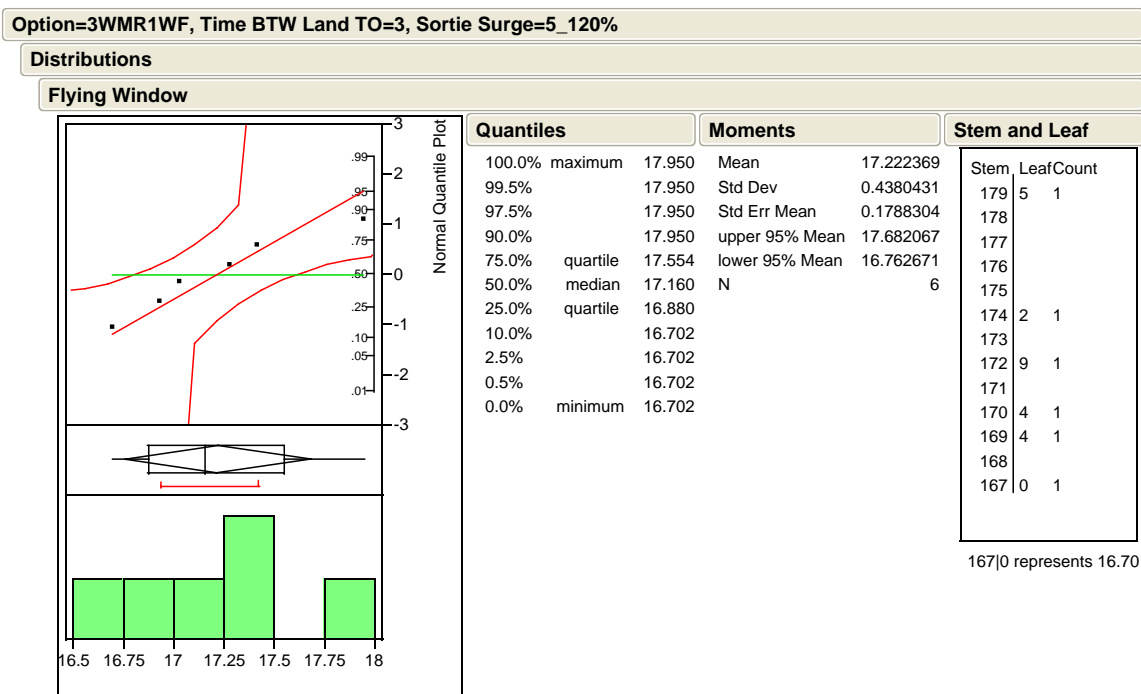 Option=3WMR1WF, Time BTW Land TO=3, Sortie Surge=5_120%
Distributions
Flying Window
3
2
1
0
-1
-2
-3
.99
.95
.90
.75
.50
.25
.10
.05
.01
Normal Quantile Plot
16.5 16.75 17 17.25 17.5 17.75 18
Quantiles
100.0% maximum 17.950
99.5% 17.950
97.5% 17.950
90.0% 17.950
75.0% quartile 17.554
50.0% median 17.160
25.0% quartile 16.880
10.0% 16.702
2.5% 16.702
0.5% 16.702
0.0% minimum 16.702
Moments
Mean 17.222369
Std Dev 0.4380431
Std Err Mean 0.1788304
upper 95% Mean 17.682067
lower 95% Mean 16.762671
N 6
Stem and Leaf
Stem Leaf Count
179 5 1
178
177
176
175
174 2 1
173
172 9 1
171
170 4 1
169 4 1
168
167 0 1
167|0 represents 16.70